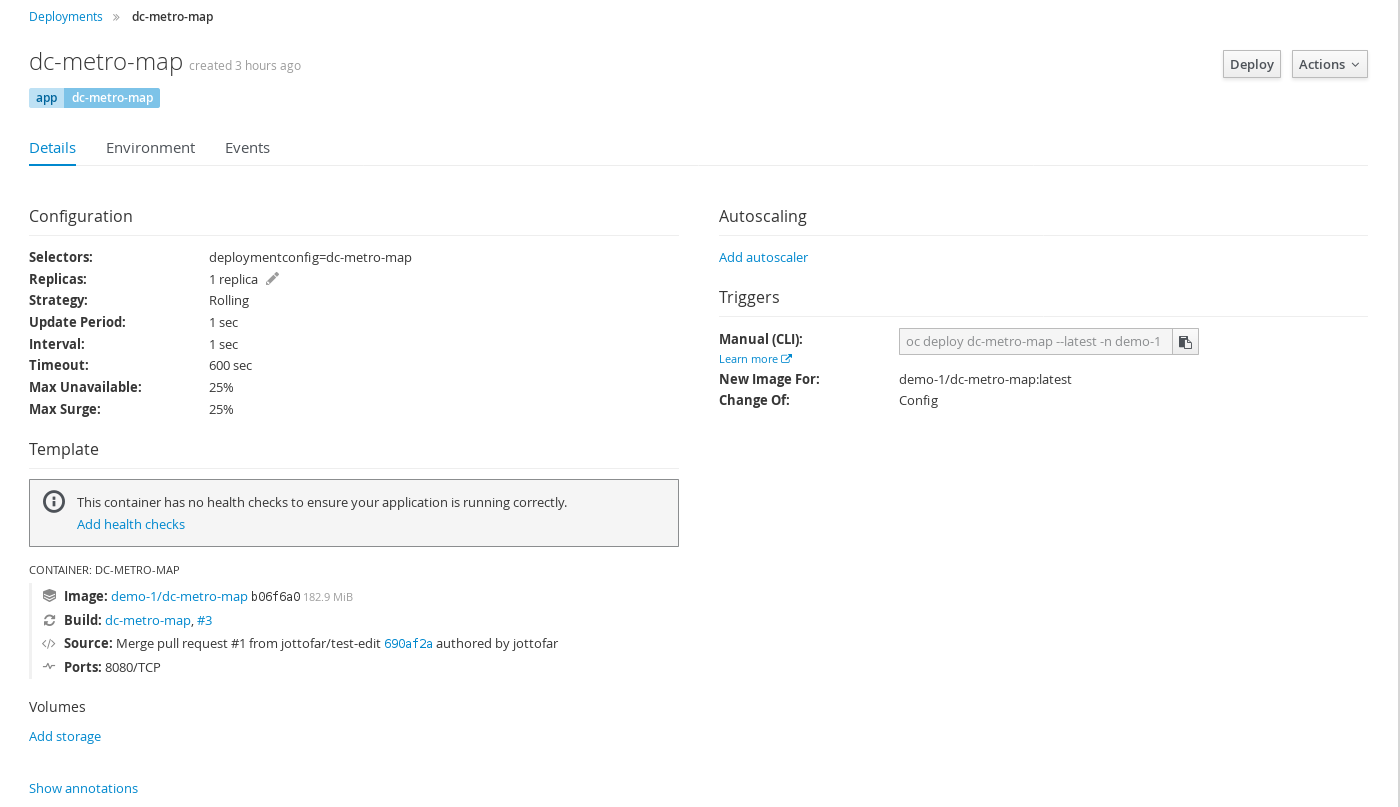 Deployments » dc-metro-map
dc-metro-map created 3 hours ago
Deploy
Actions
app dc-metro-map
Details Environment Events
Configuration
Selectors: deploymentconfig=dc-metro-map
Replicas: 1 replica
Strategy: Rolling
Update Period: 1 sec
Interval: 1 sec
Timeout: 600 sec
Max Unavailable: 25%
Max Surge: 25%
Template
This container has no health checks to ensure your application is running correctly.
Add health checks
CONTAINER: DC-METRO-MAP
Image: demo-1/dc-metro-map b06f6a0 182.9 MiB
Build: dc-metro-map, #3
Source: Merge pull request #1 from jottofar/test-edit 690af2a authored by jottofar
Ports: 8080/TCP
Volumes
Add storage
Show annotations
Autoscaling
Add autoscaler
Triggers
Manual (CLI): oc deploy dc-metro-map --latest -n demo-1
Learn more
New Image For: demo-1/dc-metro-map:latest
Change Of: Config